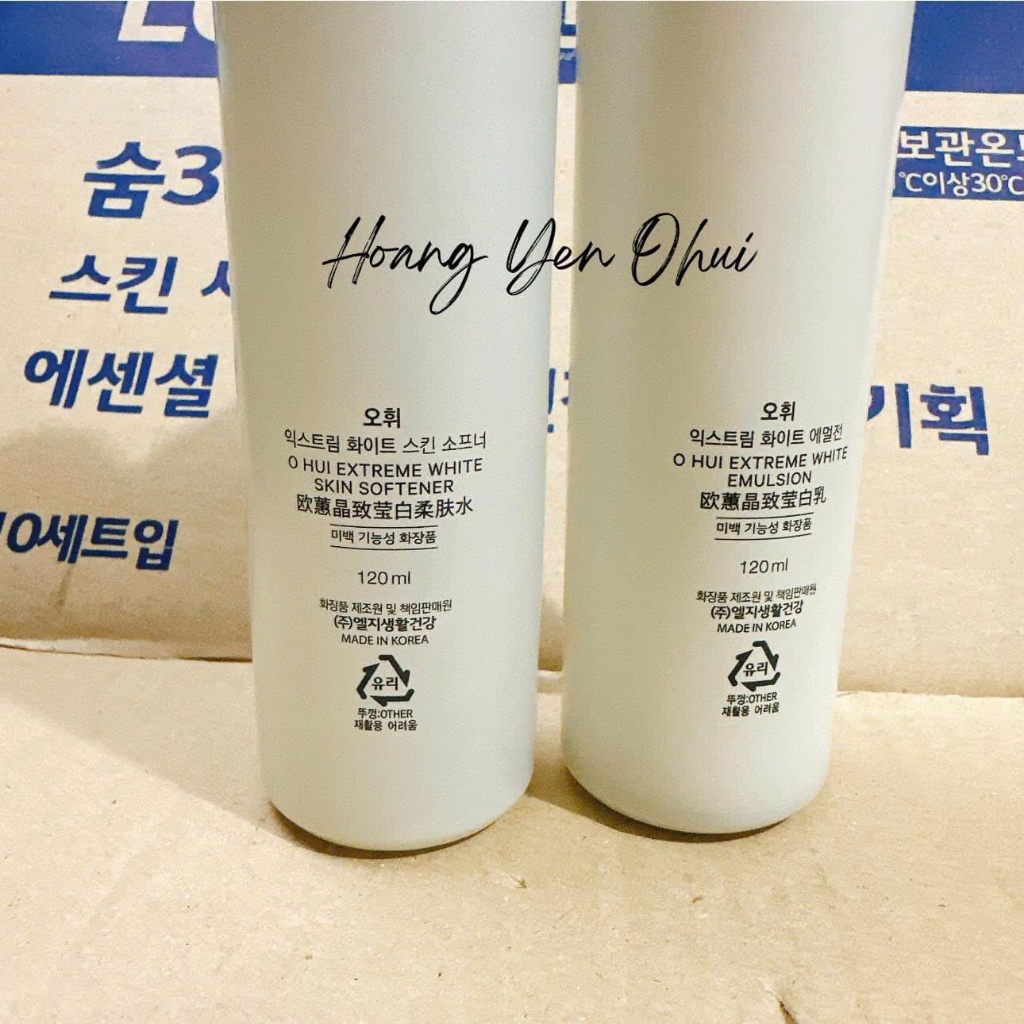 숨3
스킨
에센셜
기획
10세트입
보관온도
℃이상30℃
Hoang Yen Ohui
오휘
익스트림 화이트 스킨 소프너
O HUI EXTREME WHITE
SKIN SOFTENER
欧蕙晶致莹白柔肤水
미백 기능성 화장품
120ml
화장품 제조원 및 책임판매원
(주)엘지생활건강
MADE IN KOREA
유리
뚜껑:OTHER
재활용 어려움
오휘
익스트림 화이트 에멀전
O HUI EXTREME WHITE
EMULSION
欧蕙晶致莹白乳
미백 기능성 화장품
120ml
화장품 제조원 및 책임판매원
(주)엘지생활건강
MADE IN KOREA
유리
뚜껑:OTHER
재활용 어려움